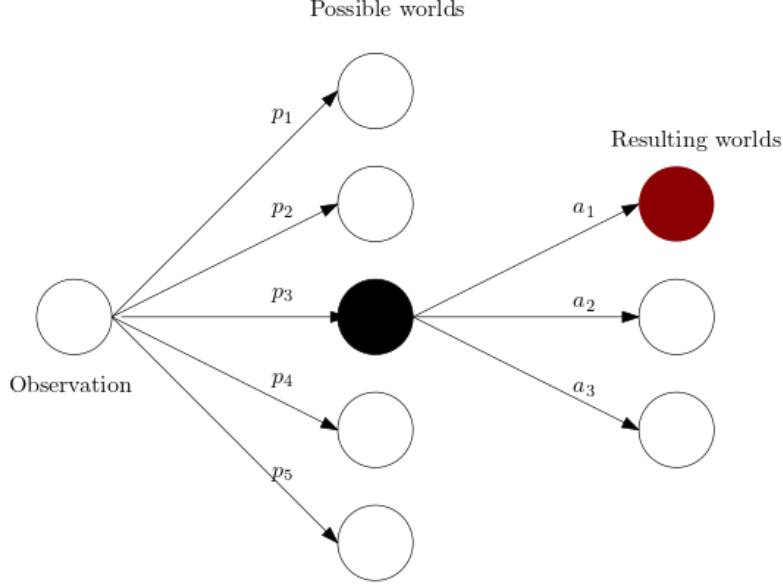 Possible worlds
p₁
Resulting worlds
p₂
a₁
p₃
a₂
Observation
p₄
a₃
p₅